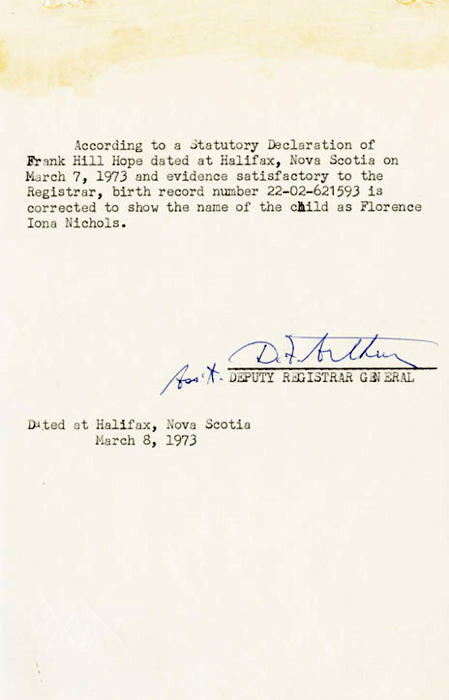 According to a Statutory Declaration of
Frank Hill Hope dated at Halifax, Nova Scotia on
March 7, 1973 and evidence satisfactory to the
Registrar, birth record number 22-02-621593 is
corrected to show the name of the child as Florence
Iona Nichols.
D.F. Arthur
Ass't. DEPUTY REGISTRAR GENERAL
Dated at Halifax, Nova Scotia
March 8, 1973